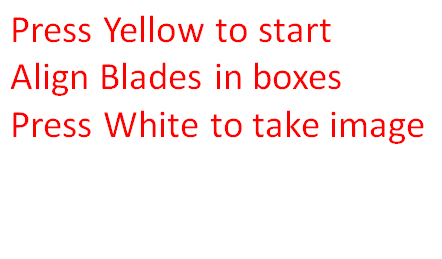 Press Yellow to start
Align Blades in boxes
Press White to take image